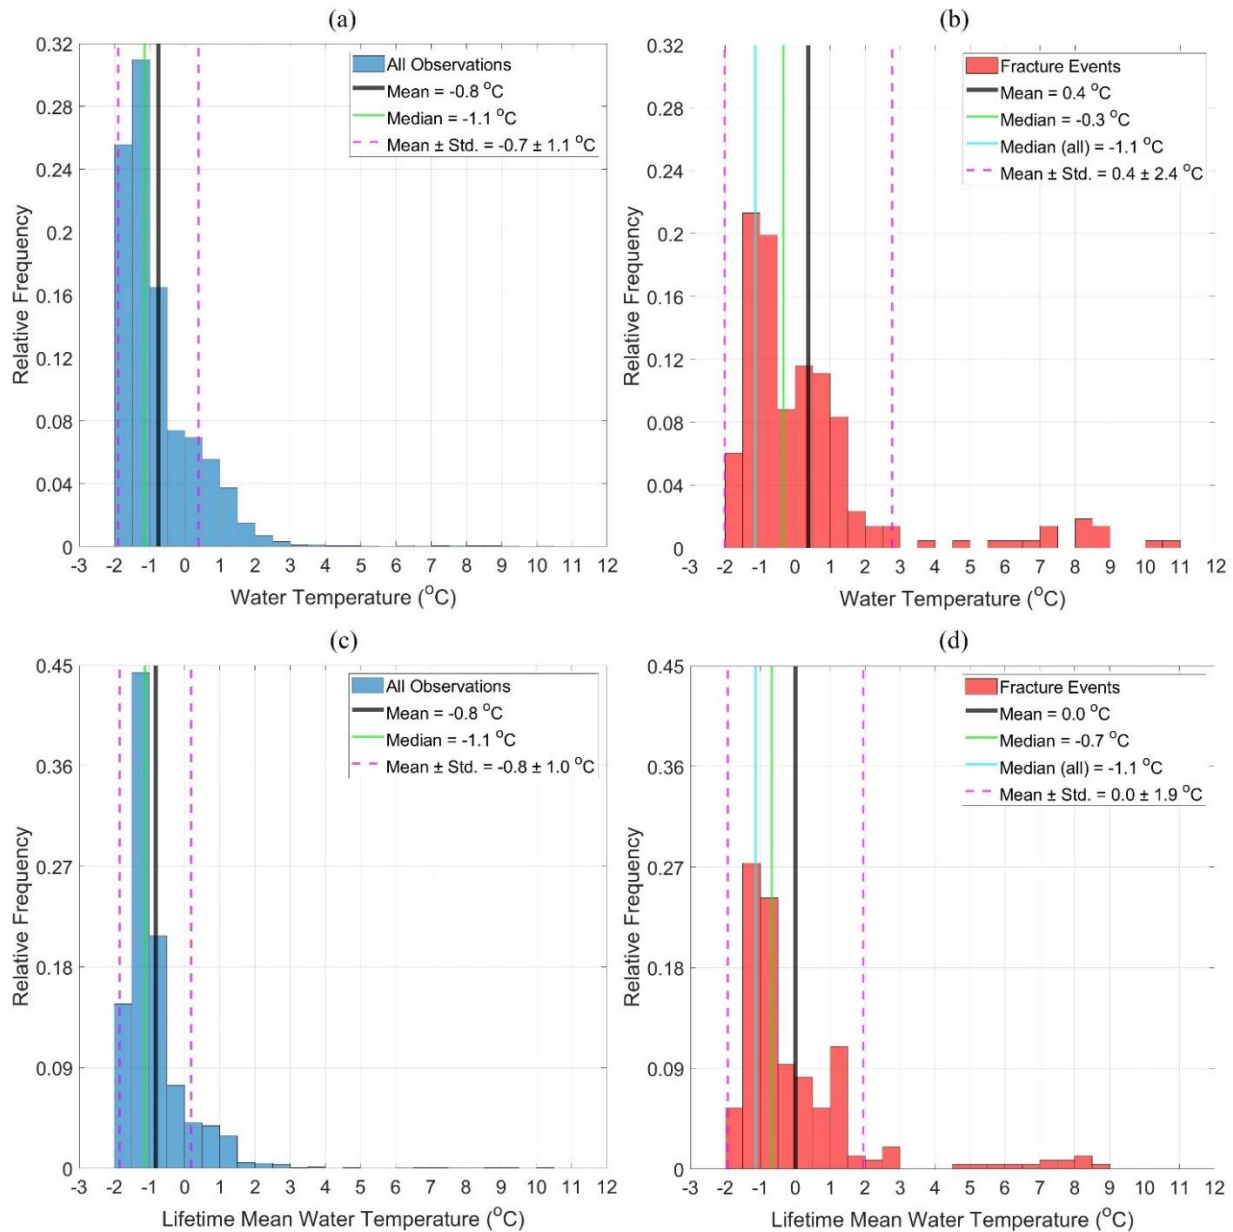 (a)
0.32
0.28
0.24
0.2
0.16
0.12
0.08
0.04
0
Relative Frequency
All Observations
Mean = -0.8 °C
Median = -1.1 °C
Mean ± Std. = -0.7 ± 1.1 °C
-3 -2 -1 0 1 2 3 4 5 6 7 8 9 10 11 12
Water Temperature (°C)
(b)
0.32
0.28
0.24
0.2
0.16
0.12
0.08
0.04
0
Relative Frequency
Fracture Events
Mean = 0.4 °C
Median = -0.3 °C
Median (all) = -1.1 °C
Mean ± Std. = 0.4 ± 2.4 °C
-3 -2 -1 0 1 2 3 4 5 6 7 8 9 10 11 12
Water Temperature (°C)
(c)
0.45
0.36
0.27
0.18
0.09
0
Relative Frequency
All Observations
Mean = -0.8 °C
Median = -1.1 °C
Mean ± Std. = -0.8 ± 1.0 °C
-3 -2 -1 0 1 2 3 4 5 6 7 8 9 10 11 12
Lifetime Mean Water Temperature (°C)
(d)
0.45
0.36
0.27
0.18
0.09
0
Relative Frequency
Fracture Events
Mean = 0.0 °C
Median = -0.7 °C
Median (all) = -1.1 °C
Mean ± Std. = 0.0 ± 1.9 °C
-3 -2 -1 0 1 2 3 4 5 6 7 8 9 10 11 12
Lifetime Mean Water Temperature (°C)